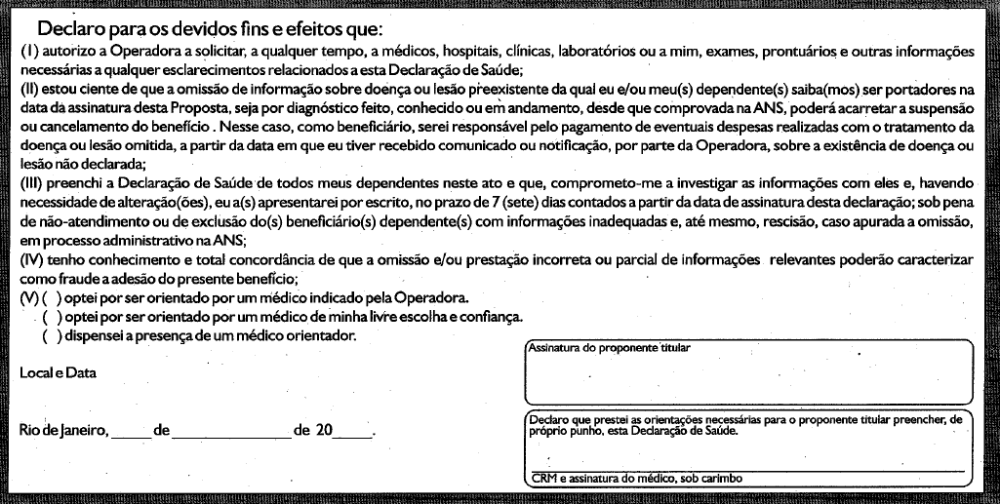 Declaro para os devidos fins e efeitos que:
(I) autorizo a Operadora a solicitar, a qualquer tempo, a médicos, hospitais, clínicas, laboratórios ou a mim, exames, prontuários e outras informações
necessárias a qualquer esclarecimentos relacionados a esta Declaração de Saúde;
(II) estou ciente de que a omissão de informação sobre doença ou lesão preexistente da qual eu e/ou meu(s) dependente(s) saiba(mos) ser portadores na
data da assinatura desta Proposta, seja por diagnóstico feito, conhecido ou em andamento, desde que comprovada na ANS, poderá acarretar a suspensão
ou cancelamento do benefício . Nesse caso, como beneficiário, serei responsável pelo pagamento de eventuais despesas realizadas com o tratamento da
doença ou lesão omitida, a partir da data em que eu tiver recebido comunicado ou notificação, por parte da Operadora, sobre a existência de doença ou
lesão não declarada;
(III) preenchi a Declaração de Saúde de todos meus dependentes neste ato e que, comprometo-me a investigar as informações com eles e, havendo
necessidade de alteração(ões), eu a(s) apresentarei por escrito, no prazo de 7 (sete) dias contados a partir da data de assinatura desta declaração; sob pena
de não-atendimento ou de exclusão do(s) beneficiário(s) dependente(s) com informações inadequadas e, até mesmo, rescisão, caso apurada a omissão,
em processo administrativo na ANS;
(IV) tenho conhecimento e total concordância de que a omissão e/ou prestação incorreta ou parcial de informações relevantes poderão caracterizar
como fraude a adesão do presente benefício;
(V) ( ) optei por ser orientado por um médico indicado pela Operadora.
( ) optei por ser orientado por um médico de minha livre escolha e confiança.
( ) dispensei a presença de um médico orientador.
Assinatura do proponente titular
Local e Data
Declaro que prestei as orientações necessárias para o proponente titular preencher, de
próprio punho, esta Declaração de Saúde.
Rio de Janeiro, _____ de _______________ de 20_____.
CRM e assinatura do médico, sob carimbo